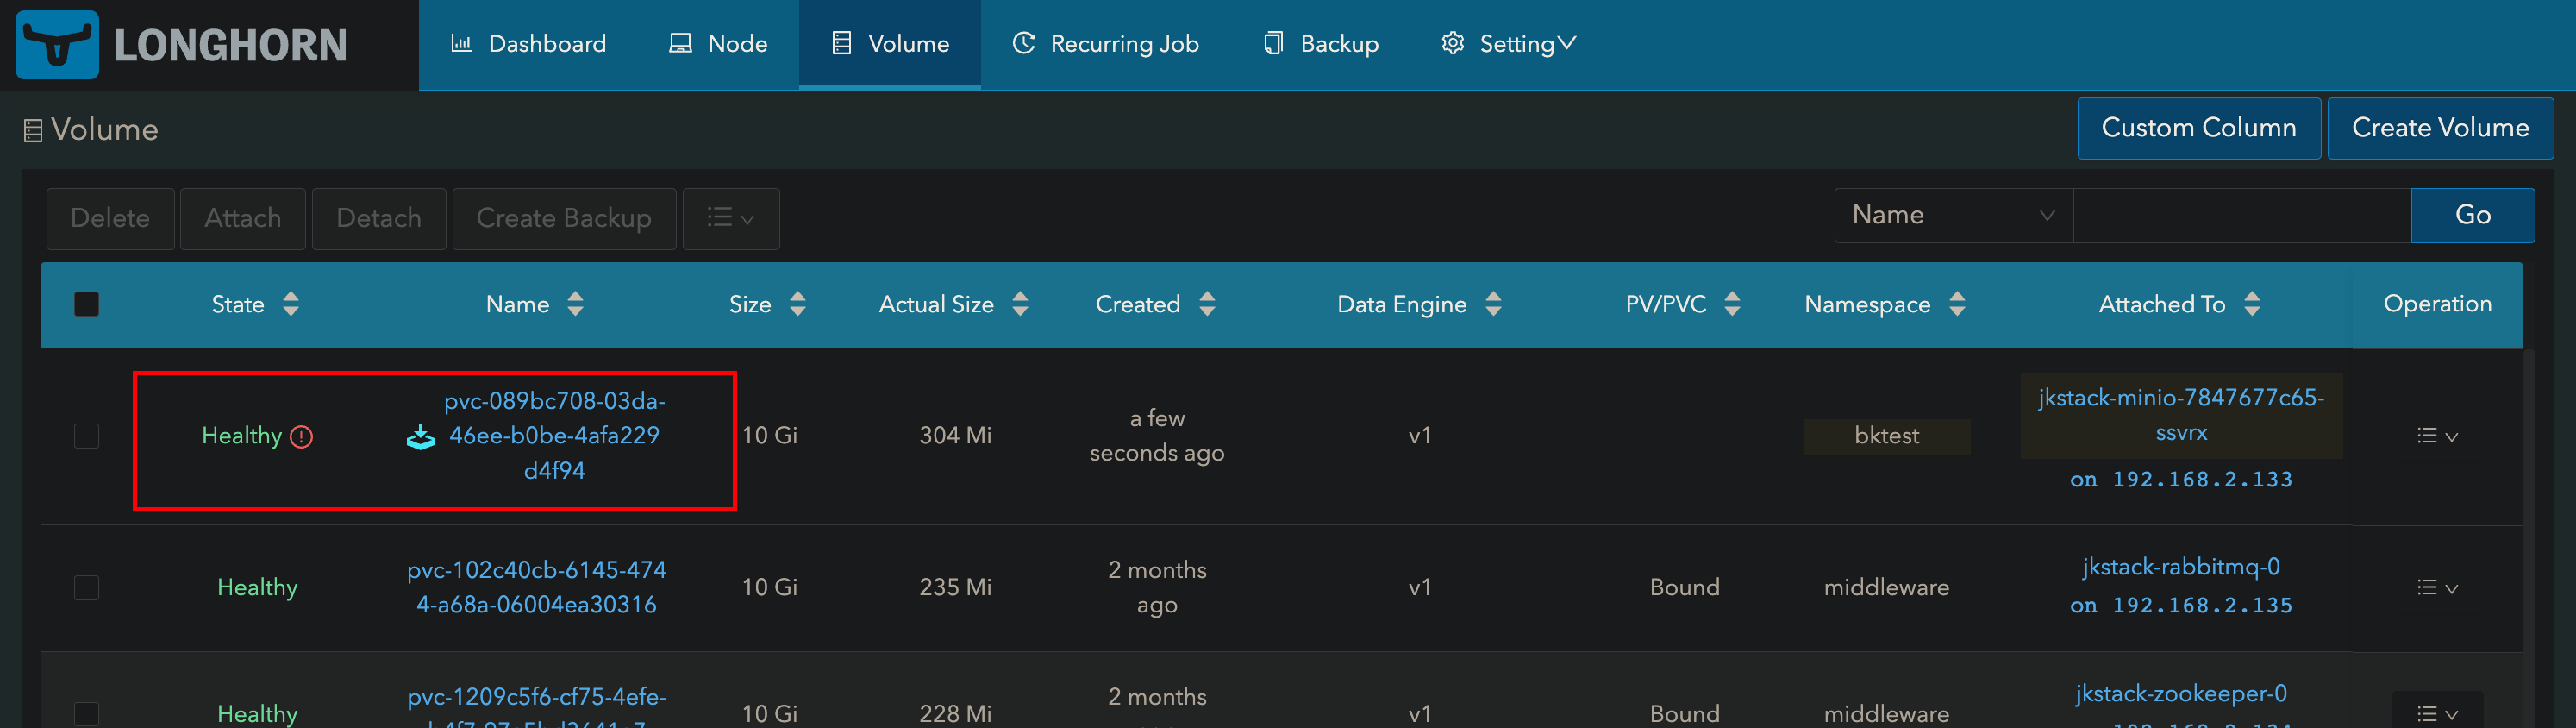 LONGHORN
Dashboard Node Volume Recurring Job Backup Setting
Volume
Custom Column Create Volume
Delete Attach Detach Create Backup
Name Go
State Name Size Actual Size Created Data Engine PV/PVC Namespace Attached To Operation
Healthy
pvc-089bc708-03da-
46ee-b0be-4afa229
d4f94
10 Gi
304 Mi
a few
seconds ago
v1
bktest
jkstack-minio-7847677c65-
ssvrx
on 192.168.2.133
Healthy
pvc-102c40cb-6145-474
4-a68a-06004ea30316
10 Gi
235 Mi
2 months
ago
v1
Bound
middleware
jkstack-rabbitmq-0
on 192.168.2.135
Healthy
pvc-1209c5f6-cf75-4efe-
10 Gi
228 Mi
2 months
v1
Bound
middleware
jkstack-zookeeper-0